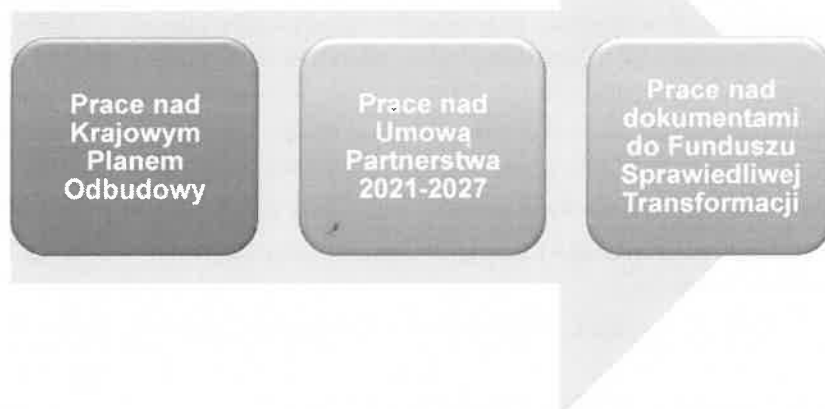 Prace nad
Krajowym
Planem
Odbudowy
Prace nad
Umową
Partnerstwa
2021-2027
Prace nad
dokumentami
do Funduszu
Sprawiedliwej
Transformacji